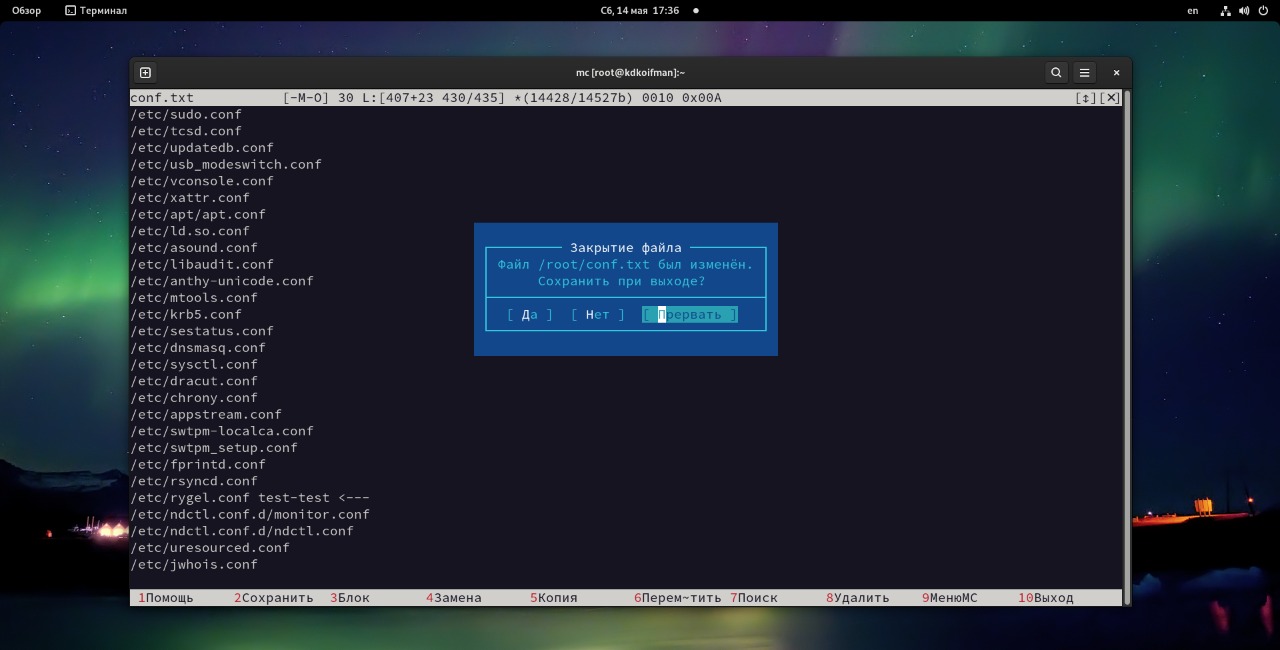 Обзор Терминал Сб, 14 мая 17:36 en
mc [root@kdkoifman]:~
conf.txt [-M-O] 30 L:[407+23 430/435] *(14428/14527b) 0010 0x00A [↕][X]
/etc/sudo.conf
/etc/tcsd.conf
/etc/updatedb.conf
/etc/usb_modeswitch.conf
/etc/vconsole.conf
/etc/xattr.conf
/etc/apt/apt.conf
/etc/ld.so.conf
/etc/asound.conf
/etc/libaudit.conf
/etc/anthy-unicode.conf
/etc/mtools.conf
/etc/krb5.conf
/etc/sestatus.conf
/etc/dnsmasq.conf
/etc/sysctl.conf
/etc/dracut.conf
/etc/chrony.conf
/etc/appstream.conf
/etc/swtpm-localca.conf
/etc/swtpm_setup.conf
/etc/fprintd.conf
/etc/rsyncd.conf
/etc/rygel.conf test-test <---
/etc/ndctl.conf.d/monitor.conf
/etc/ndctl.conf.d/ndctl.conf
/etc/uresourced.conf
/etc/jwhois.conf
Закрытие файла
Файл /root/conf.txt был изменён.
Сохранить при выходе?
[ Да ] [ Нет ] [ Прервать ]
1Помощь 2Сохранить 3Блок 4Замена 5Копия 6Перем~тить 7Поиск 8Удалить 9МенюМС 10Выход